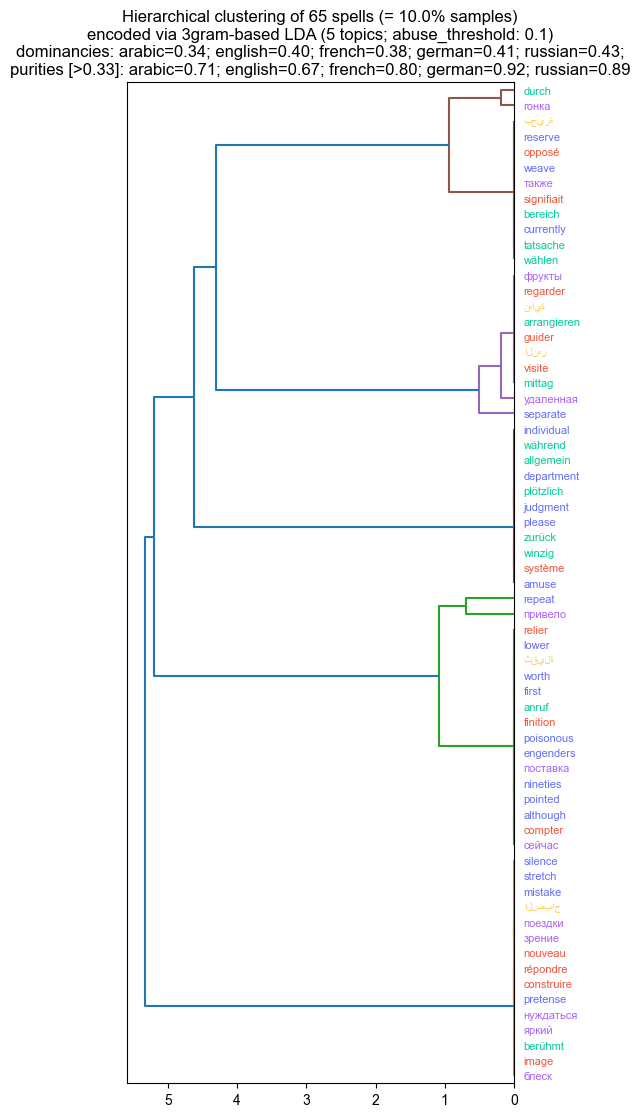 Hierarchical clustering of 65 spells (= 10.0% samples)
encoded via 3gram-based LDA (5 topics; abuse_threshold: 0.1)
dominancies: arabic=0.34; english=0.40; french=0.38; german=0.41; russian=0.43;
purities [>0.33]: arabic=0.71; english=0.67; french=0.80; german=0.92; russian=0.89
durch
гонка
بحيرة
reserve
opposé
weave
также
signifiait
bereich
currently
tatsache
wählen
фрукты
regarder
نهاية
arrangieren
guider
visite
mittag
удаленная
separate
individual
während
allgemein
department
plötzlich
judgment
please
zurück
winzig
système
amuse
repeat
привело
relier
lower
ثقيلة
worth
first
anruf
finition
poisonous
engenders
поставка
nineties
pointed
although
compter
сейчас
silence
stretch
mistake
الصباح
поездки
зрение
nouveau
répondre
construire
pretense
нуждаться
яркий
berühmt
image
блеск
5 4 3 2 1 0